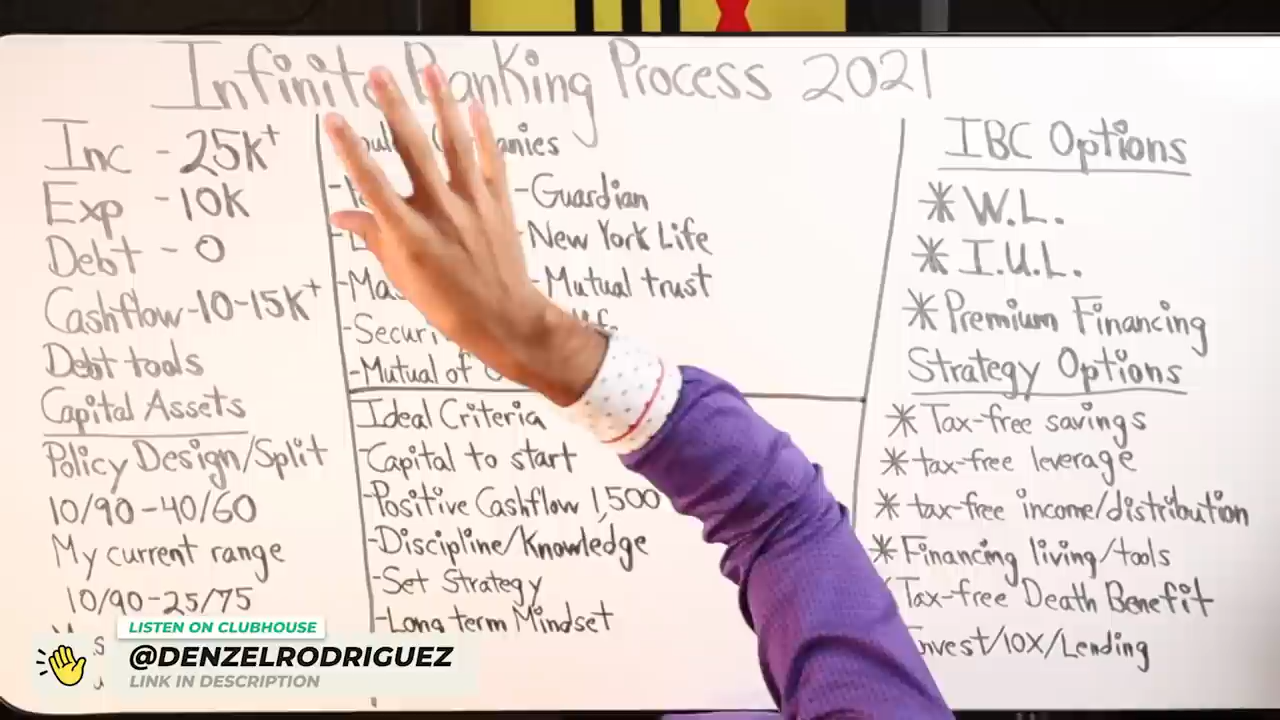 Infinite Banking Process 2021
Inc - 25K+
Exp - 10K
Debt - 0
Cashflow-10-15K+
Debt tools
Capital Assets
Policy Design/Split
10/90-40/60
My current range
10/90-25/75
-Guardian
-New York Life
-Mutual trust
-Mutual of
Ideal Criteria
-Capital to start
-Positive Cashflow 1,500
-Discipline/Knowledge
-Set Strategy
-Long term Mindset
IBC Options
* W.L.
* I.U.L.
* Premium Financing
Strategy Options
* Tax-free savings
* tax-free leverage
* tax-free income/distribution
* Financing living/tools
Tax-free Death Benefit
Invest/10X/Lending
LISTEN ON CLUBHOUSE
@DENZELRODRIGUEZ
LINK IN DESCRIPTION